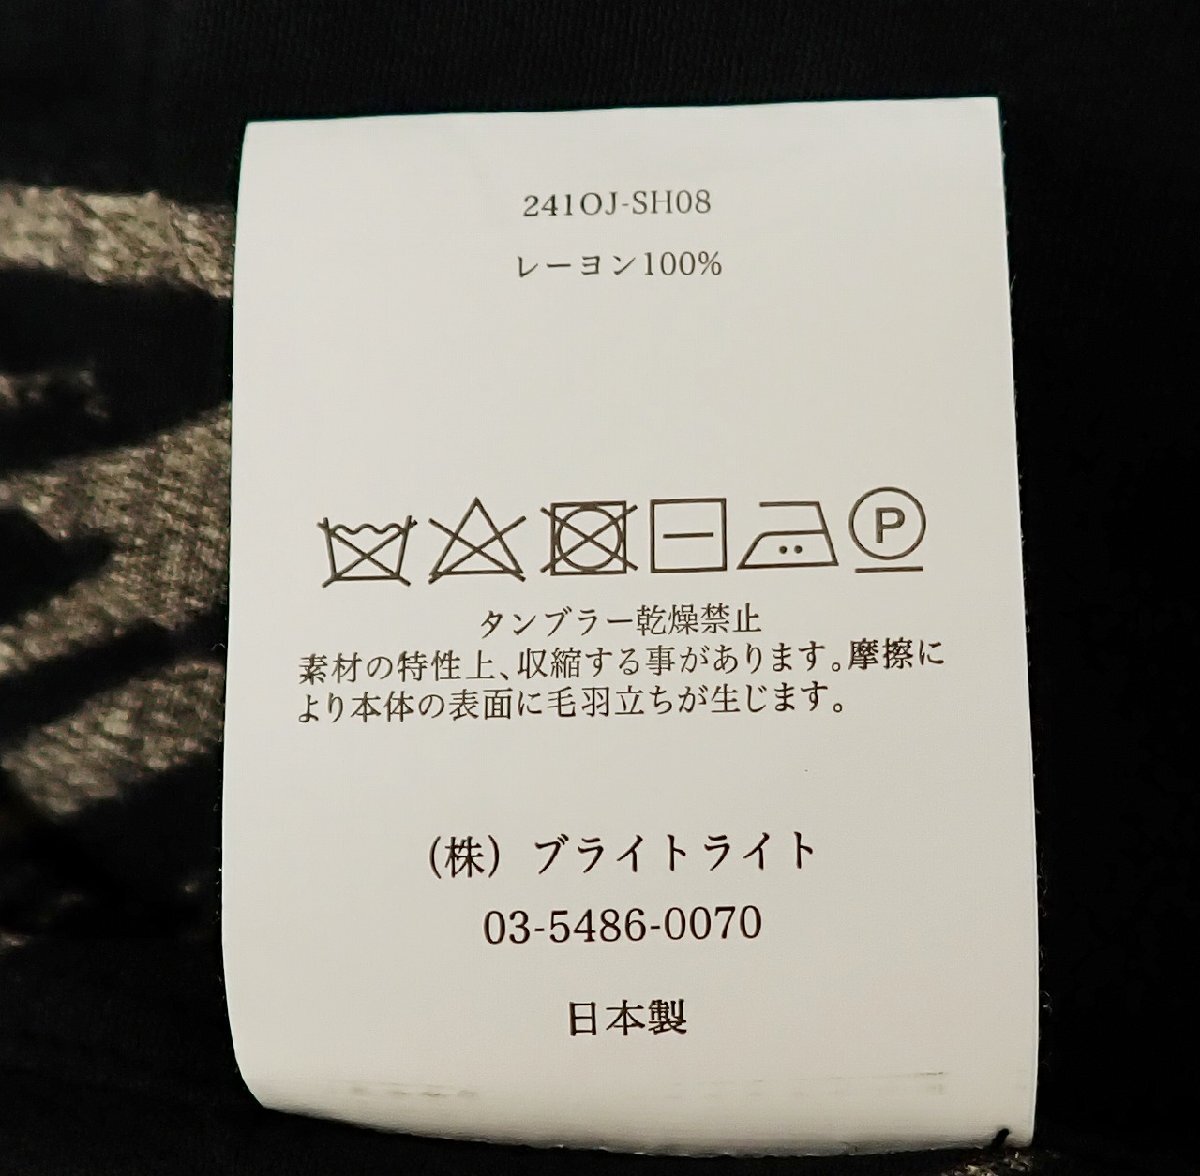 241OJ-SH08
レーヨン100%
P
タンブラー乾燥禁止
素材の特性上、収縮する事があります。摩擦に
より本体の表面に毛羽立ちが生じます。
(株) ブライトライト
03-5486-0070
日本製